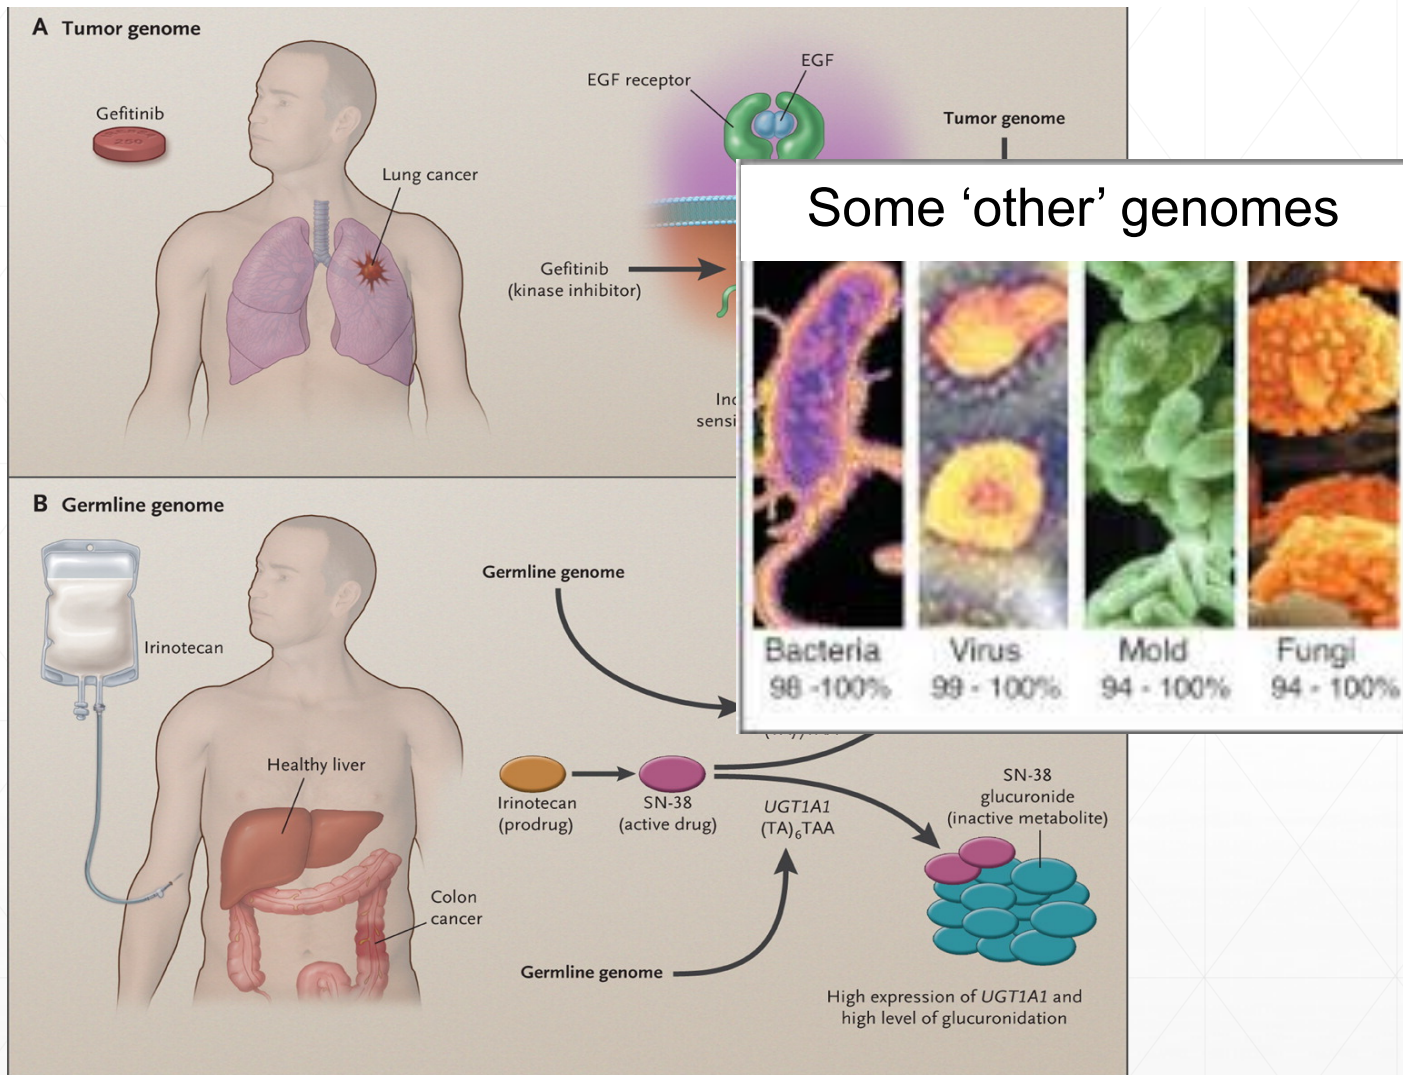 A Tumor genome
Gefitinib
250
Lung cancer
EGF receptor
EGF
Tumor genome
Gefitinib
(kinase inhibitor)
Some ‘other’ genomes
Bacteria
98 -100%
Virus
99 - 100%
Mold
94 - 100%
Fungi
94 - 100%
B Germline genome
Irinotecan
Healthy liver
Colon
cancer
Germline genome
Irinotecan
(prodrug)
SN-38
(active drug)
UGT1A1
(TA)₆TAA
Germline genome
SN-38
glucuronide
(inactive metabolite)
High expression of UGT1A1 and
high level of glucuronidation